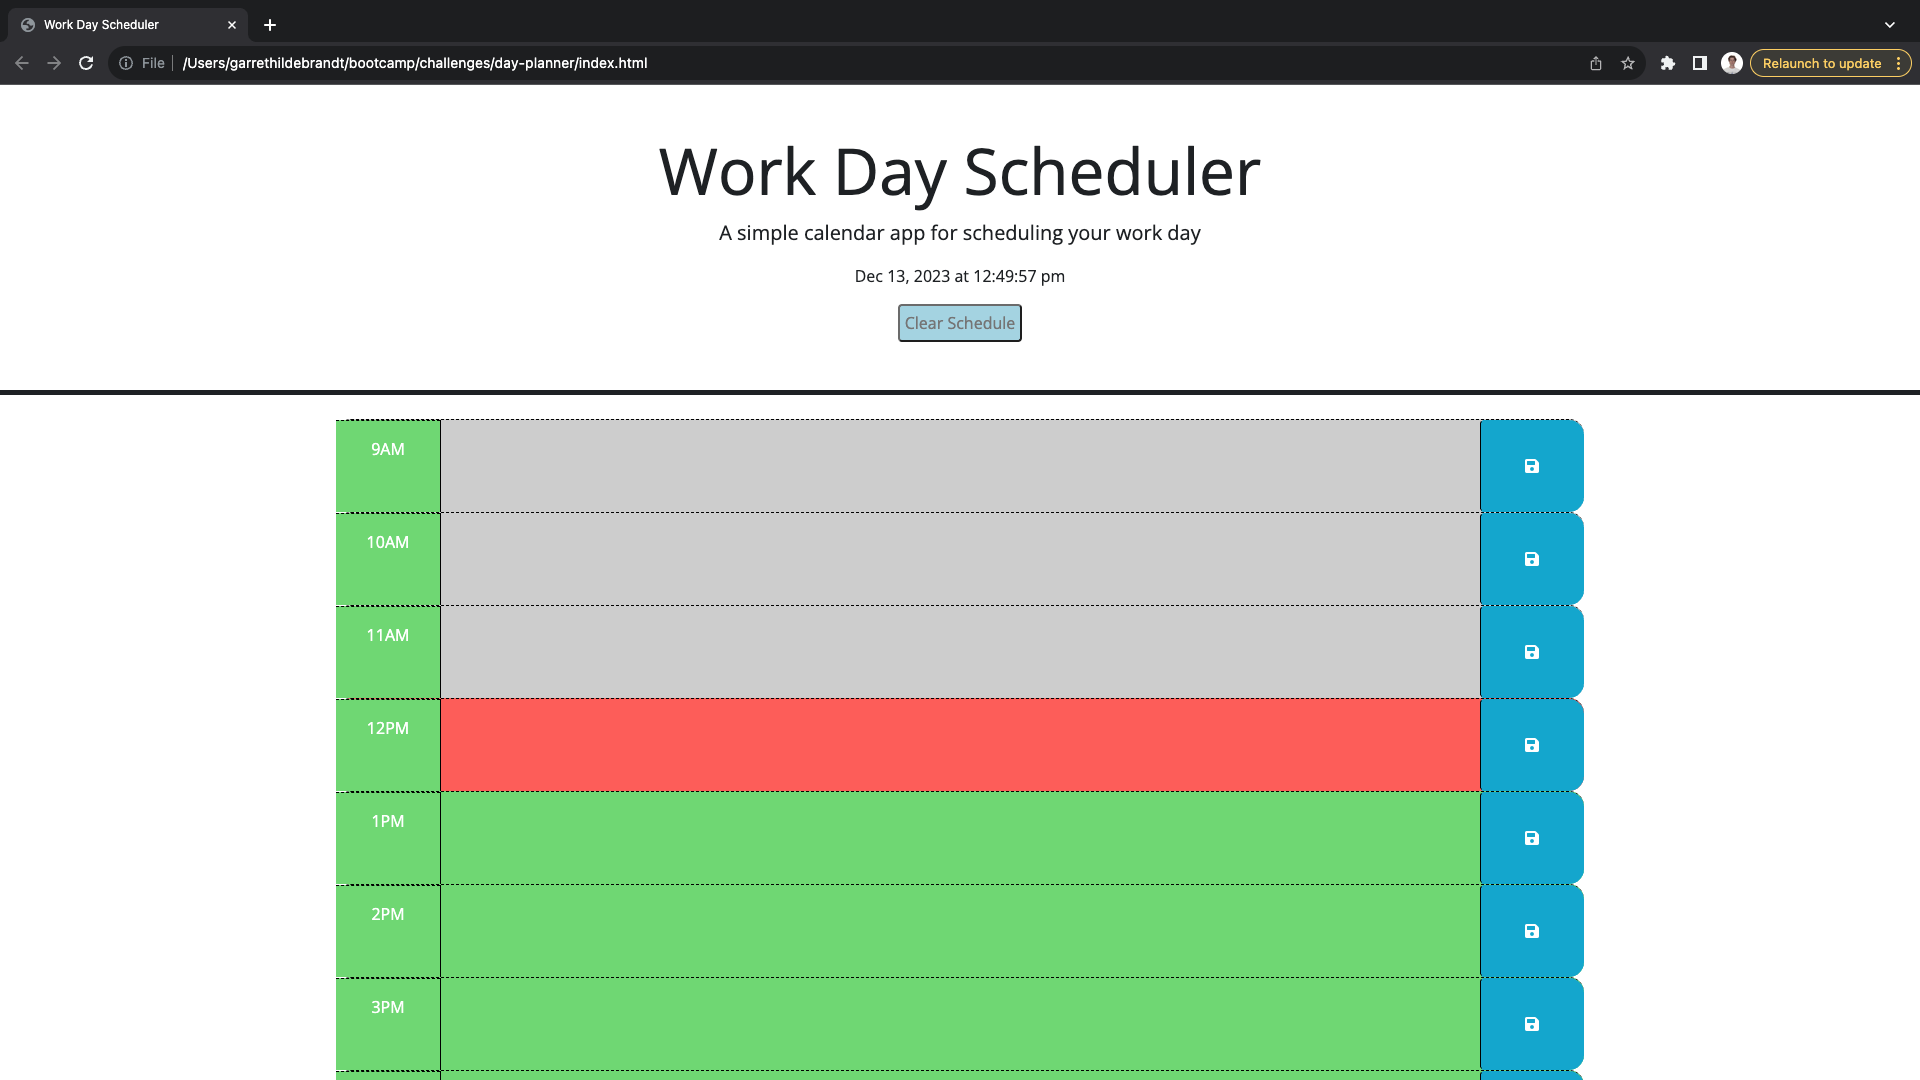 Work Day Scheduler
File /Users/garrethildebrandt/bootcamp/challenges/day-planner/index.html
Relaunch to update
Work Day Scheduler
A simple calendar app for scheduling your work day
Dec 13, 2023 at 12:49:57 pm
Clear Schedule
9AM
10AM
11AM
12PM
1PM
2PM
3PM